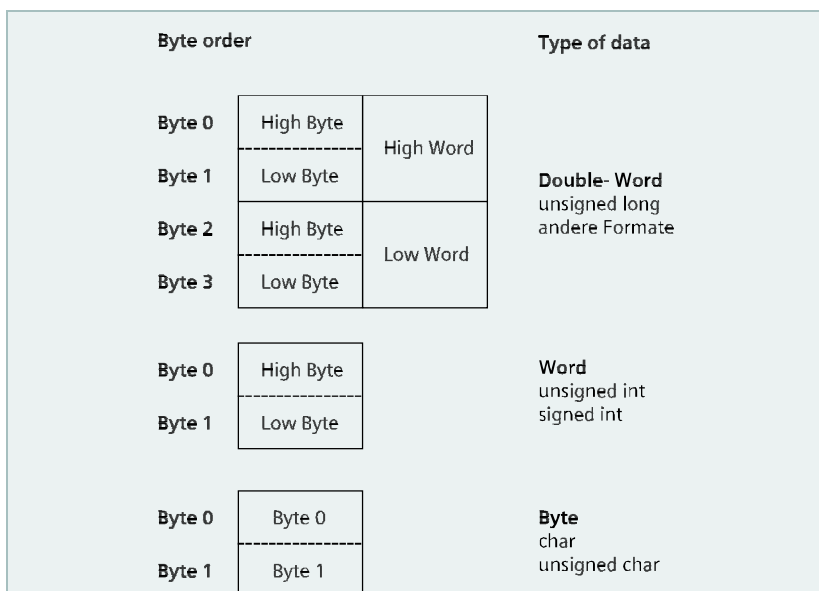 Byte order
Type of data
Byte 0
High Byte
High Word
Byte 1
Low Byte
Double- Word
unsigned long
andere Formate
Byte 2
High Byte
Low Word
Byte 3
Low Byte
Byte 0
High Byte
Word
unsigned int
signed int
Byte 1
Low Byte
Byte 0
Byte 0
Byte
char
unsigned char
Byte 1
Byte 1